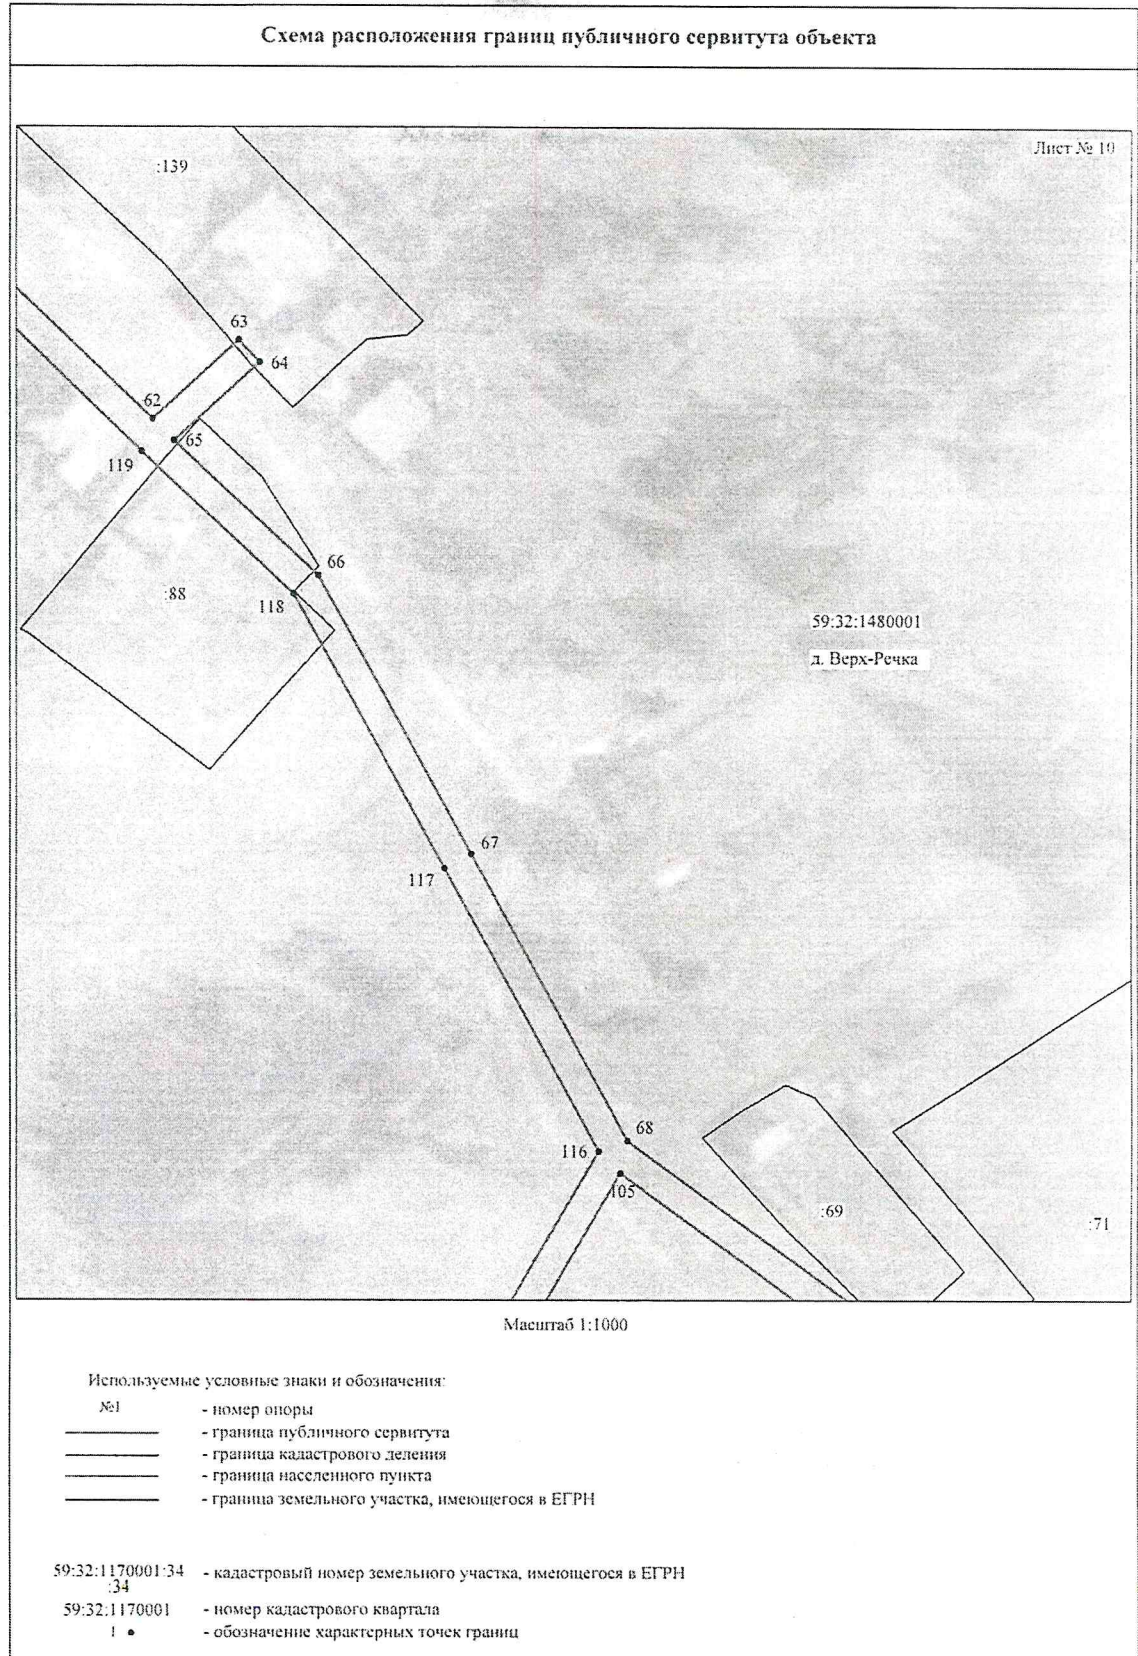 Схема расположения границ публичного сервитута объекта
Лист № 10
:139
63
64
62
65
119
66
:88
118
59:32:1480001
д. Верх-Речка
67
117
68
116
105
:69
:71
Масштаб 1:1000
Используемые условные знаки и обозначения:
№1 - номер опоры
- граница публичного сервитута
- граница кадастрового деления
- граница населенного пункта
- граница земельного участка, имеющегося в ЕГРН
59:32:1170001:34 - кадастровый номер земельного участка, имеющегося в ЕГРН
:34
59:32:1170001 - номер кадастрового квартала
1 • - обозначение характерных точек границ